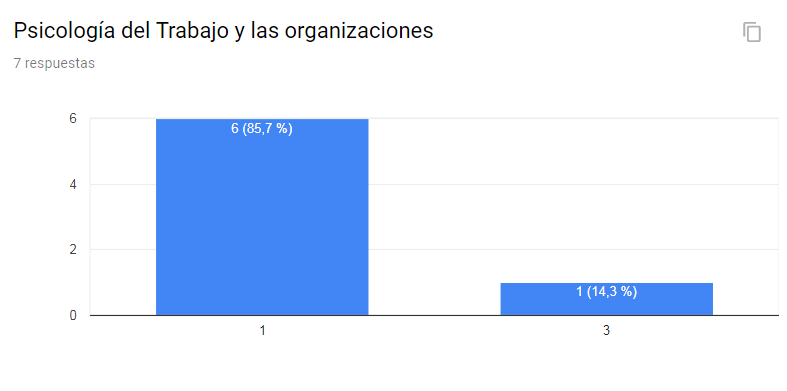 Psicología del Trabajo y las organizaciones
7 respuestas
6
4
2
0
6 (85,7 %)
1 (14,3 %)
1
3